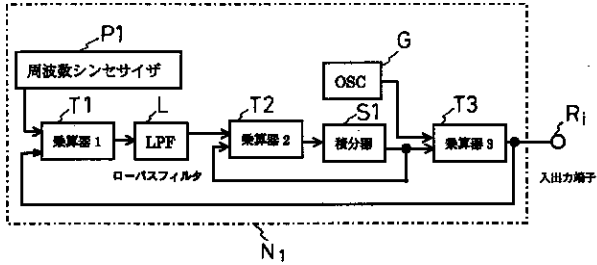 P1
周波数シンセサイザ
G
OSC
T1
乗算器 1
L
LPF
ローパスフィルタ
T2
乗算器 2
S1
積分器
T3
乗算器 3
Ri
入出力端子
N1